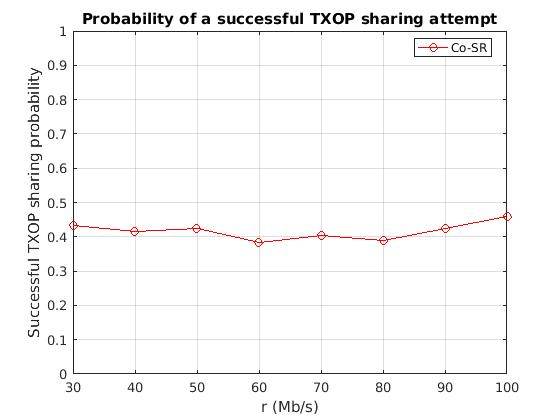 Probability of a successful TXOP sharing attempt
Co-SR
Successful TXOP sharing probability
1
0.9
0.8
0.7
0.6
0.5
0.4
0.3
0.2
0.1
0
30 40 50 60 70 80 90 100
r (Mb/s)